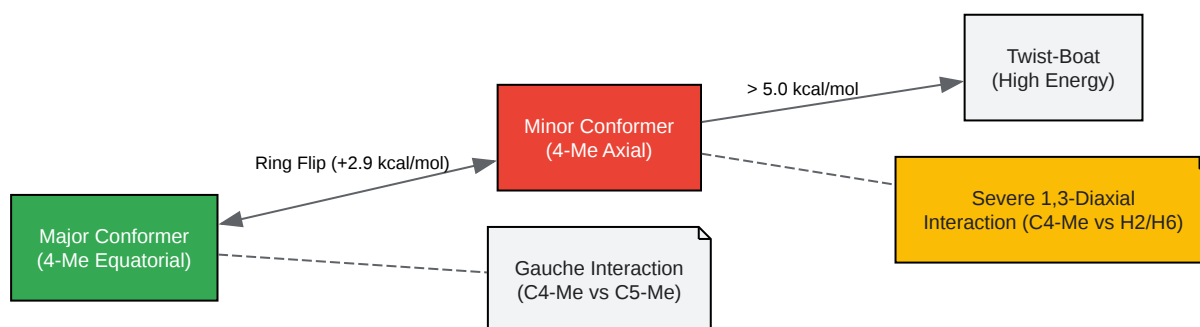 Twist-Boat
(High Energy)
> 5.0 kcal/mol
Minor Conformer
(4-Me Axial)
Ring Flip (+2.9 kcal/mol)
Severe 1,3-Diaxial
Interaction (C4-Me vs H2/H6)
Major Conformer
(4-Me Equatorial)
Gauche Interaction
(C4-Me vs C5-Me)